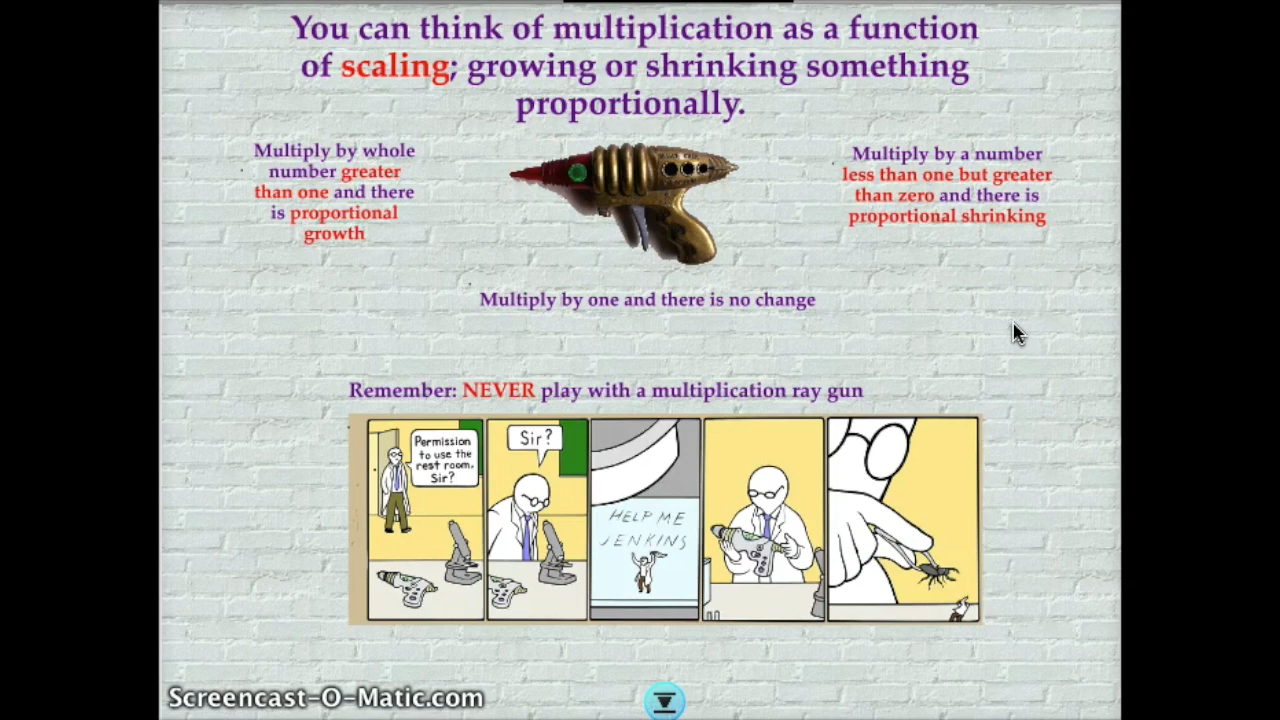 You can think of multiplication as a function
of scaling; growing or shrinking something
proportionally.
Multiply by whole
number greater
than one and there
is proportional
growth
Multiply by a number
less than one but greater
than zero and there is
proportional shrinking
Multiply by one and there is no change
Remember: NEVER play with a multiplication ray gun
Permission
to use the
rest room,
Sir?
Sir?
HELP ME
JENKINS
Screencast-O-Matic.com